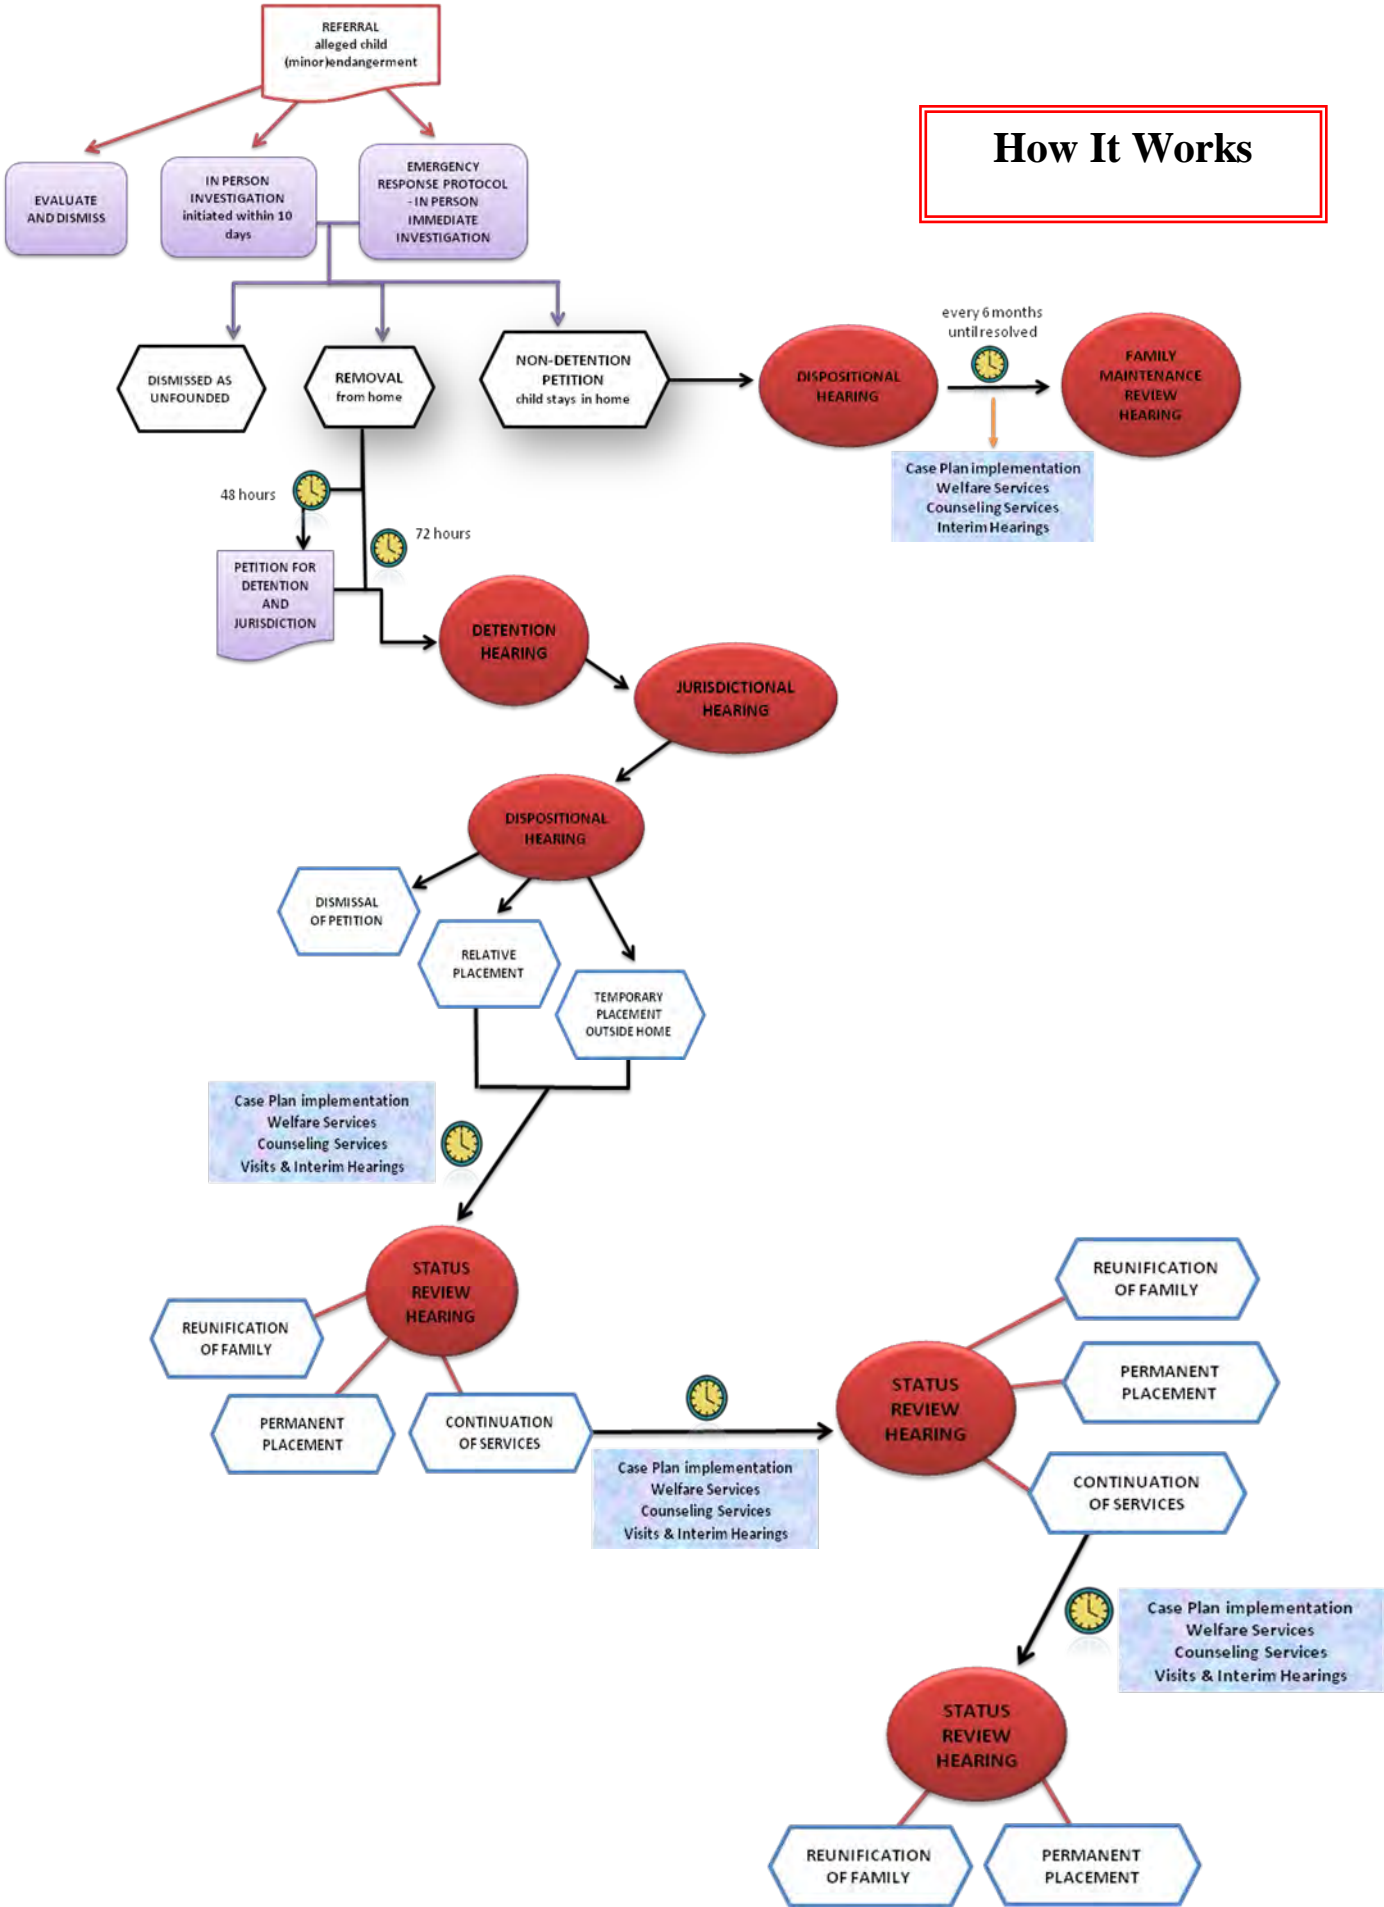 REFERRAL
alleged child
(minor)endangerment
How It Works
EVALUATE
AND DISMISS
IN PERSON
INVESTIGATION
initiated within 10
days
EMERGENCY
RESPONSE PROTOCOL
- IN PERSON
IMMEDIATE
INVESTIGATION
DISMISSED AS
UNFOUNDED
REMOVAL
from home
NON-DETENTION
PETITION
child stays in home
DISPOSITIONAL
HEARING
every 6 months
until resolved
FAMILY
MAINTENANCE
REVIEW
HEARING
Case Plan implementation
Welfare Services
Counseling Services
Interim Hearings
48 hours
72 hours
PETITION FOR
DETENTION
AND
JURISDICTION
DETENTION
HEARING
JURISDICTIONAL
HEARING
DISPOSITIONAL
HEARING
DISMISSAL
OF PETITION
RELATIVE
PLACEMENT
TEMPORARY
PLACEMENT
OUTSIDE HOME
Case Plan implementation
Welfare Services
Counseling Services
Visits & Interim Hearings
STATUS
REVIEW
HEARING
REUNIFICATION
OF FAMILY
PERMANENT
PLACEMENT
CONTINUATION
OF SERVICES
Case Plan implementation
Welfare Services
Counseling Services
Visits & Interim Hearings
STATUS
REVIEW
HEARING
REUNIFICATION
OF FAMILY
PERMANENT
PLACEMENT
CONTINUATION
OF SERVICES
Case Plan implementation
Welfare Services
Counseling Services
Visits & Interim Hearings
STATUS
REVIEW
HEARING
REUNIFICATION
OF FAMILY
PERMANENT
PLACEMENT